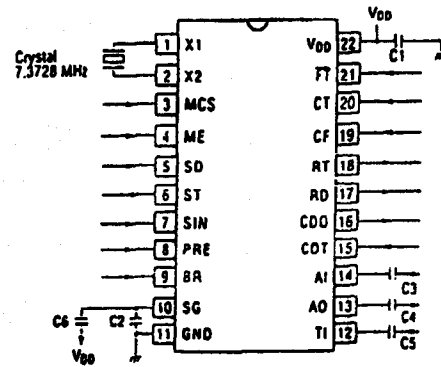 Crystal
7.3728 MHz
1 X1
2 X2
3 MCS
4 ME
5 SD
6 ST
7 SIN
8 PRE
9 BR
10 SG
11 GND
C6
C2
VDD
VDD
VDD 22
C1
FT 21
CT 20
CF 19
RT 18
RD 17
CDO 16
COT 15
AI 14
C3
AO 13
C4
TI 12
C5